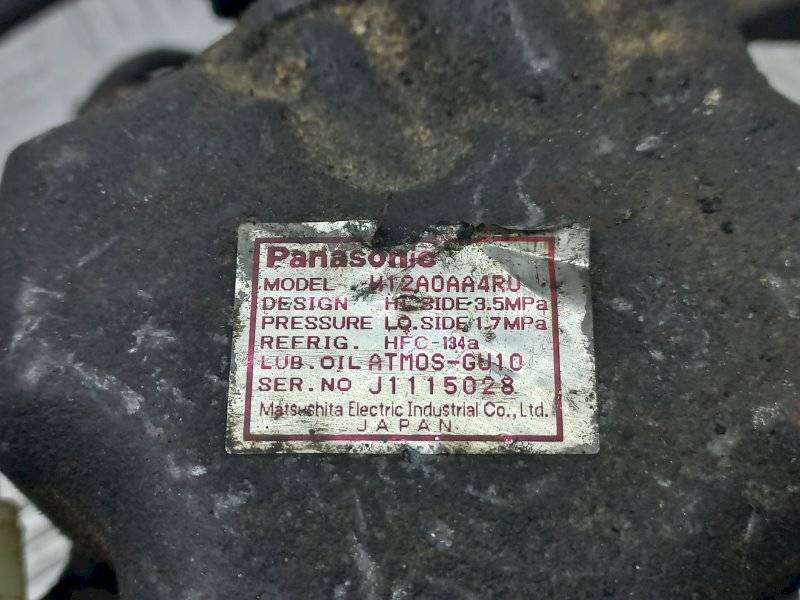 Panasonic
MODEL H12A0AA4RU
DESIGN HI.SIDE-3.5MPa
PRESSURE LO.SIDE 1.7MPa
REFRIG. HFC-134a
LUB. OIL ATMOS-GU10
SER. NO J1115028
Matsushita Electric Industrial Co., Ltd.
JAPAN